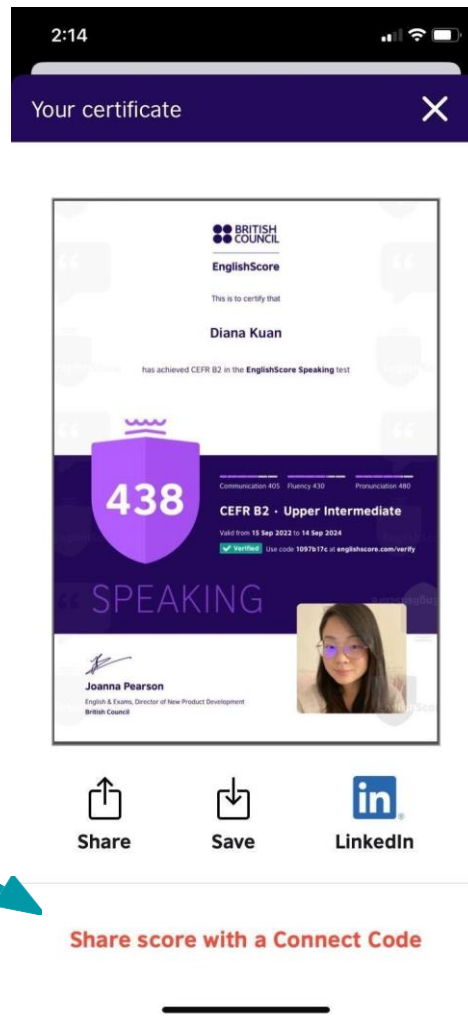 2:14
Your certificate
BRITISH
COUNCIL
EnglishScore
This is to certify that
Diana Kuan
has achieved CEFR B2 in the EnglishScore Speaking test
438
Communication 405 Fluency 430 Pronunciation 480
CEFR B2 · Upper Intermediate
Valid from 15 Sep 2022 to 14 Sep 2024
Verified Use code 1097b17c at englishscore.com/verify
SPEAKING
Joanna Pearson
English & Exams, Director of New Product Development
British Council
Share Save LinkedIn
Share score with a Connect Code